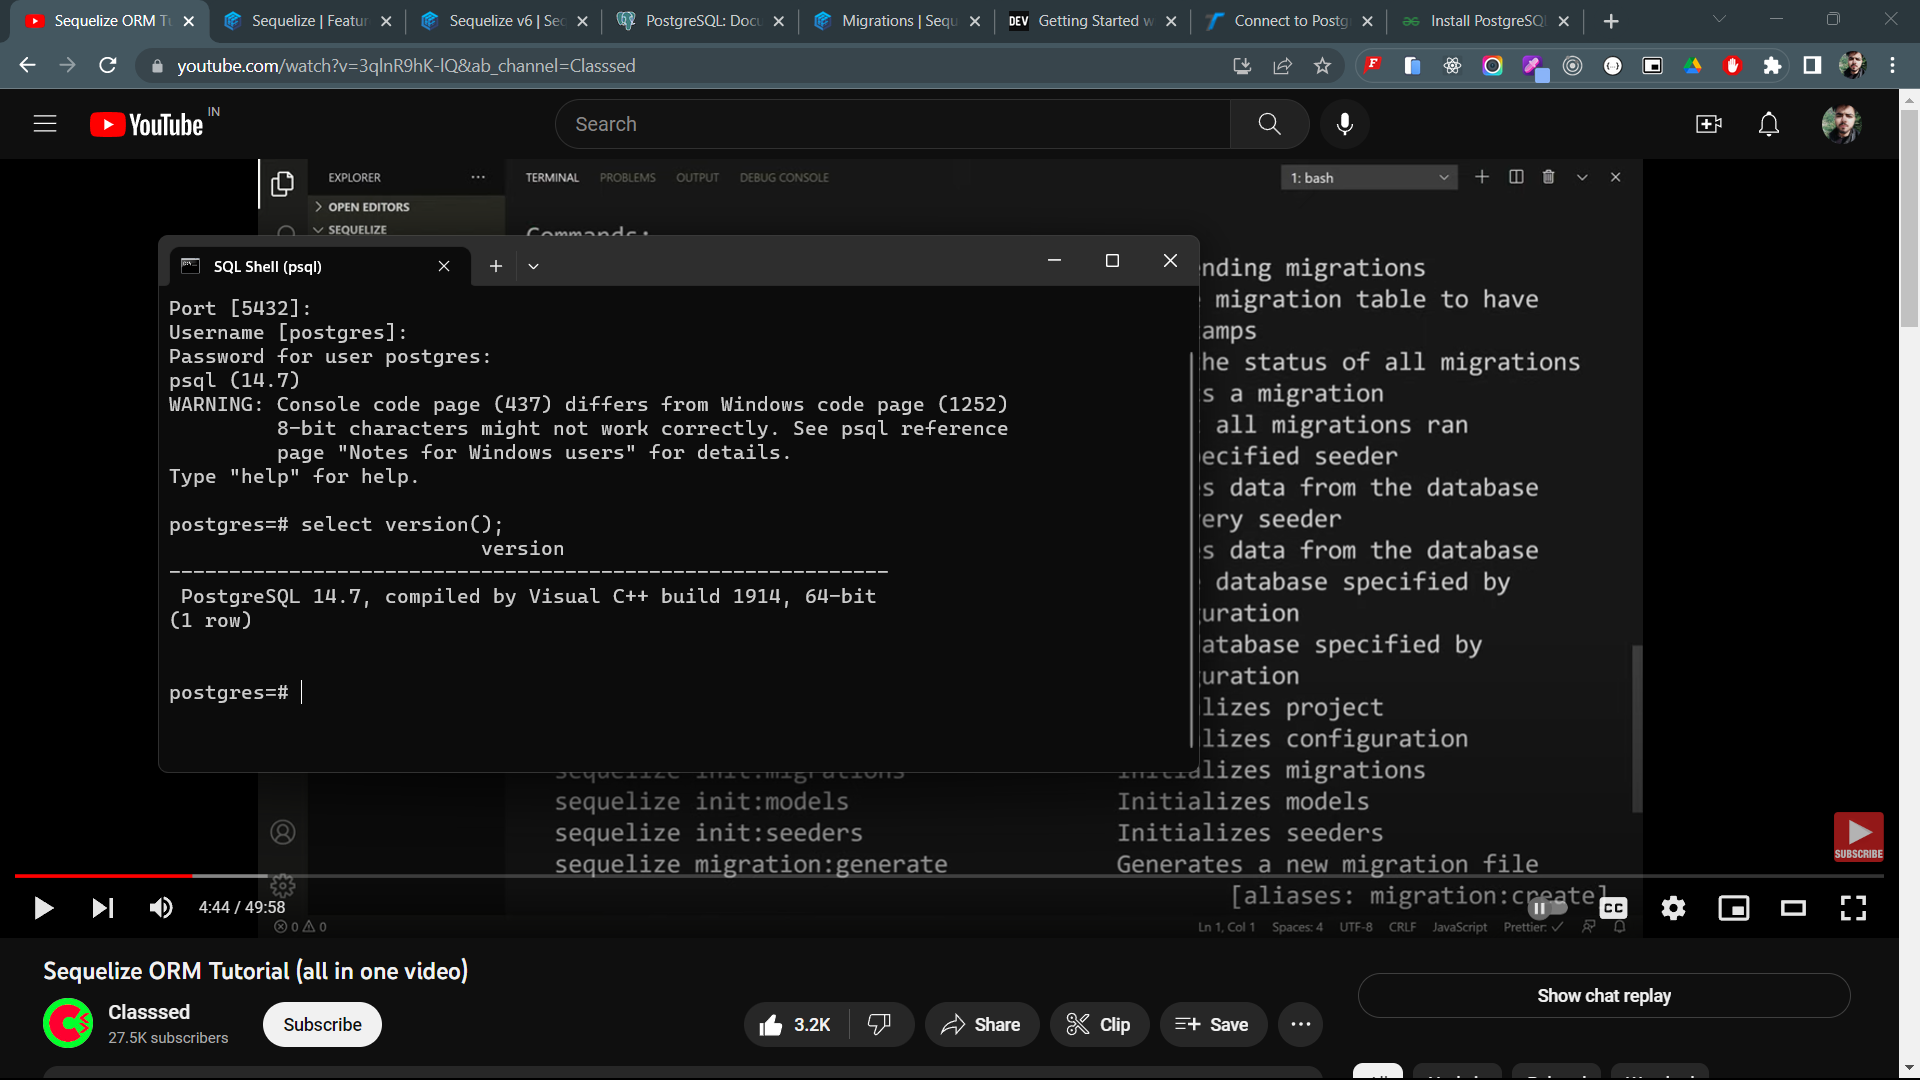 Sequelize ORM Tu
Sequelize | Featur
Sequelize v6 | Sec
PostgreSQL: Docu
Migrations | Sequ
DEV
Getting Started w
Connect to Postg
Install PostgreSQL
youtube.com/watch?v=3qlnR9hK-lQ&ab_channel=Classsed
YouTube IN
Search
EXPLORER
TERMINAL PROBLEMS OUTPUT DEBUG CONSOLE
1: bash
OPEN EDITORS
SEQUELIZE
Commands:
SQL Shell (psql)
Port [5432]:
Username [postgres]:
Password for user postgres:
psql (14.7)
WARNING: Console code page (437) differs from Windows code page (1252)
8-bit characters might not work correctly. See psql reference
page "Notes for Windows users" for details.
Type "help" for help.
postgres=# select version();
version
------------------------------------------------------------
PostgreSQL 14.7, compiled by Visual C++ build 1914, 64-bit
(1 row)
postgres=#
nding migrations
migration table to have
amps
he status of all migrations
s a migration
all migrations ran
ecified seeder
s data from the database
ery seeder
s data from the database
database specified by
uration
atabase specified by
uration
lizes project
lizes configuration
sequelize init:migrations Initializes migrations
sequelize init:models Initializes models
sequelize init:seeders Initializes seeders
sequelize migration:generate Generates a new migration file
[aliases: migration:create]
SUBSCRIBE
4:44 / 49:58
CC
0 0
Ln 1, Col 1 Spaces: 4 UTF-8 CRLF JavaScript Prettier: ✓
Sequelize ORM Tutorial (all in one video)
Classsed
27.5K subscribers
Subscribe
3.2K
Share
Clip
Save
Show chat replay